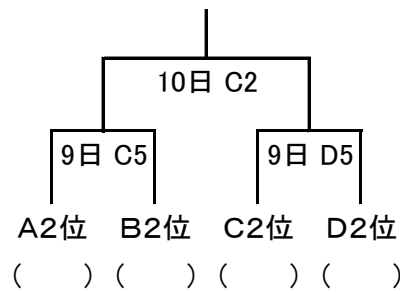 10日 C2
9日 C5 9日 D5
A2位 B2位 C2位 D2位
(　　) (　　) (　　) (　　)